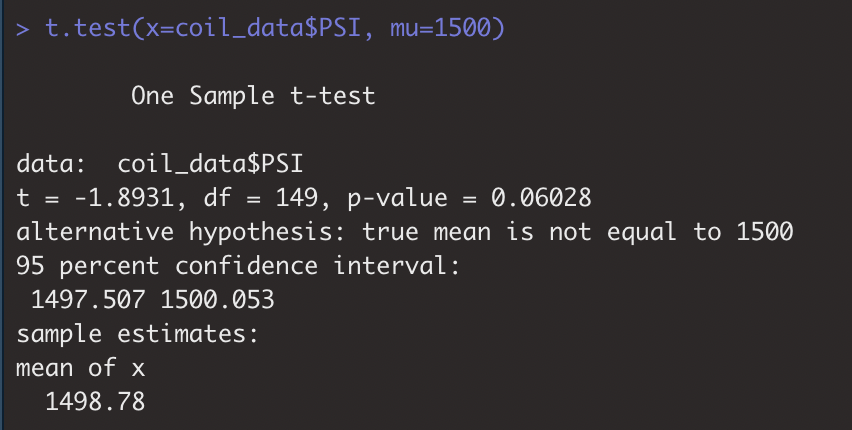 > t.test(x=coil_data$PSI, mu=1500)
One Sample t-test
data:  coil_data$PSI
t = -1.8931, df = 149, p-value = 0.06028
alternative hypothesis: true mean is not equal to 1500
95 percent confidence interval:
1497.507 1500.053
sample estimates:
mean of x
1498.78